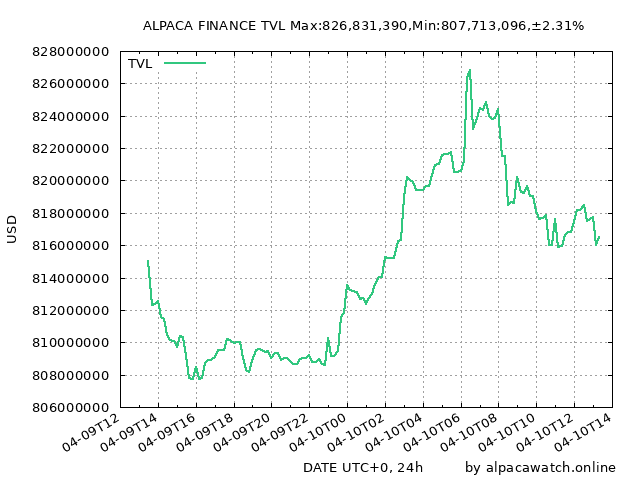 ALPACA FINANCE TVL Max:826,831,390,Min:807,713,096,±2.31%
TVL
828000000
826000000
824000000
822000000
820000000
818000000
816000000
814000000
812000000
810000000
808000000
806000000
USD
04-09T12
04-09T14
04-09T16
04-09T18
04-09T20
04-09T22
04-10T00
04-10T02
04-10T04
04-10T06
04-10T08
04-10T10
04-10T12
04-10T14
DATE UTC+0, 24h
by alpacawatch.online